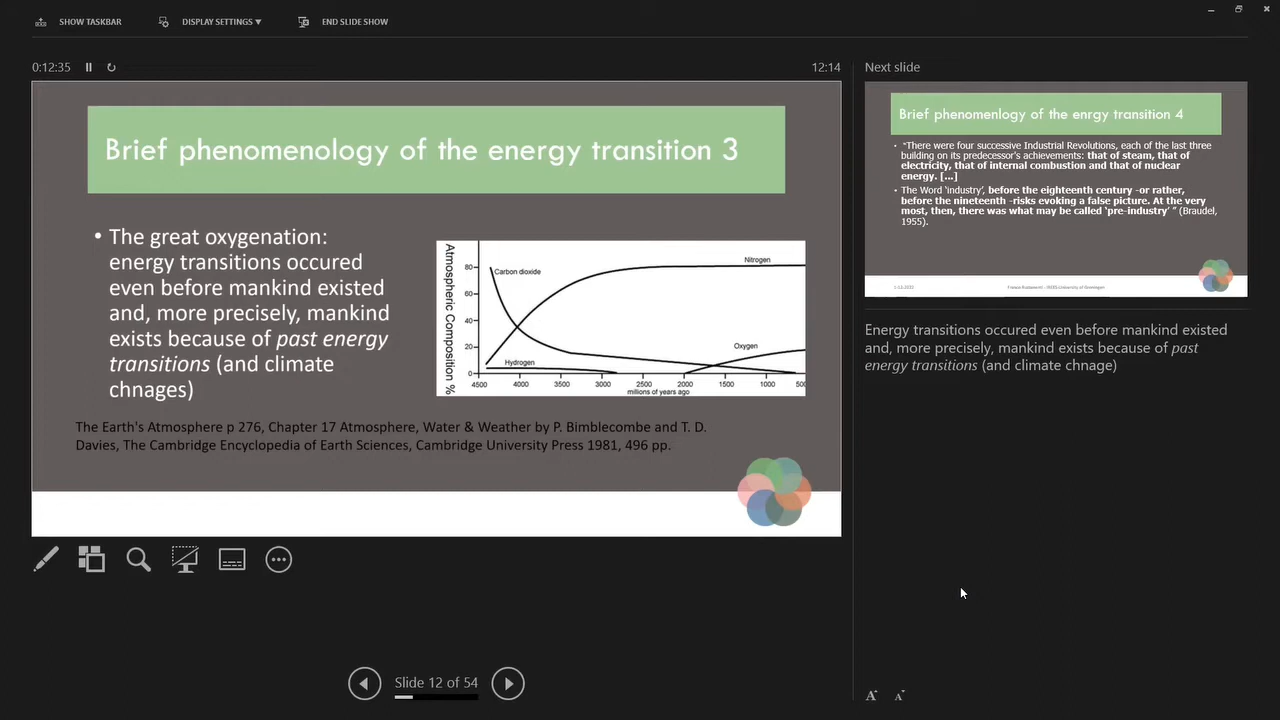 SHOW TASKBAR
DISPLAY SETTINGS ▼
END SLIDE SHOW
0:12:35
12:14
Brief phenomenology of the energy transition 3
• The great oxygenation:
energy transitions occured
even before mankind existed
and, more precisely, mankind
exists because of past energy
transitions (and climate
chnages)
Atmospheric Composition %
80
60
40
20
0
Carbon dioxide
Nitrogen
Hydrogen
Oxygen
4500
4000
3500
3000
2500
2000
1500
1000
500
millions of years ago
The Earth's Atmosphere p 276, Chapter 17 Atmosphere, Water & Weather by P. Bimblecombe and T. D.
Davies, The Cambridge Encyclopedia of Earth Sciences, Cambridge University Press 1981, 496 pp.
Slide 12 of 54
Next slide
Brief phenomenlogy of the enrgy transition 4
• "There were four successive Industrial Revolutions, each of the last three
building on its predecessor's achievements: that of steam, that of
electricity, that of internal combustion and that of nuclear
energy. [...]
• The Word 'industry', before the eighteenth century -or rather,
before the nineteenth -risks evoking a false picture. At the very
most, then, there was what may be called 'pre-industry' " (Braudel,
1955).
Energy transitions occured even before mankind existed
and, more precisely, mankind exists because of past
energy transitions (and climate chnage)
A
A